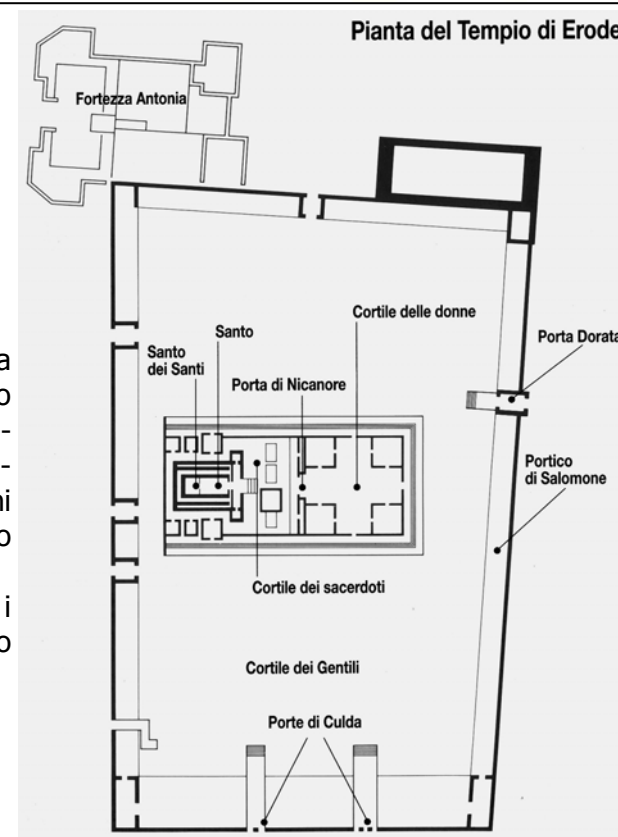 Pianta del Tempio di Erode
Fortezza Antonia
Cortile delle donne
Santo
Santo
dei Santi
Porta Dorata
Porta di Nicanore
Portico
di Salomone
Cortile dei sacerdoti
Cortile dei Gentili
Porte di Culda
a
o
-
-
ni
o
i
o